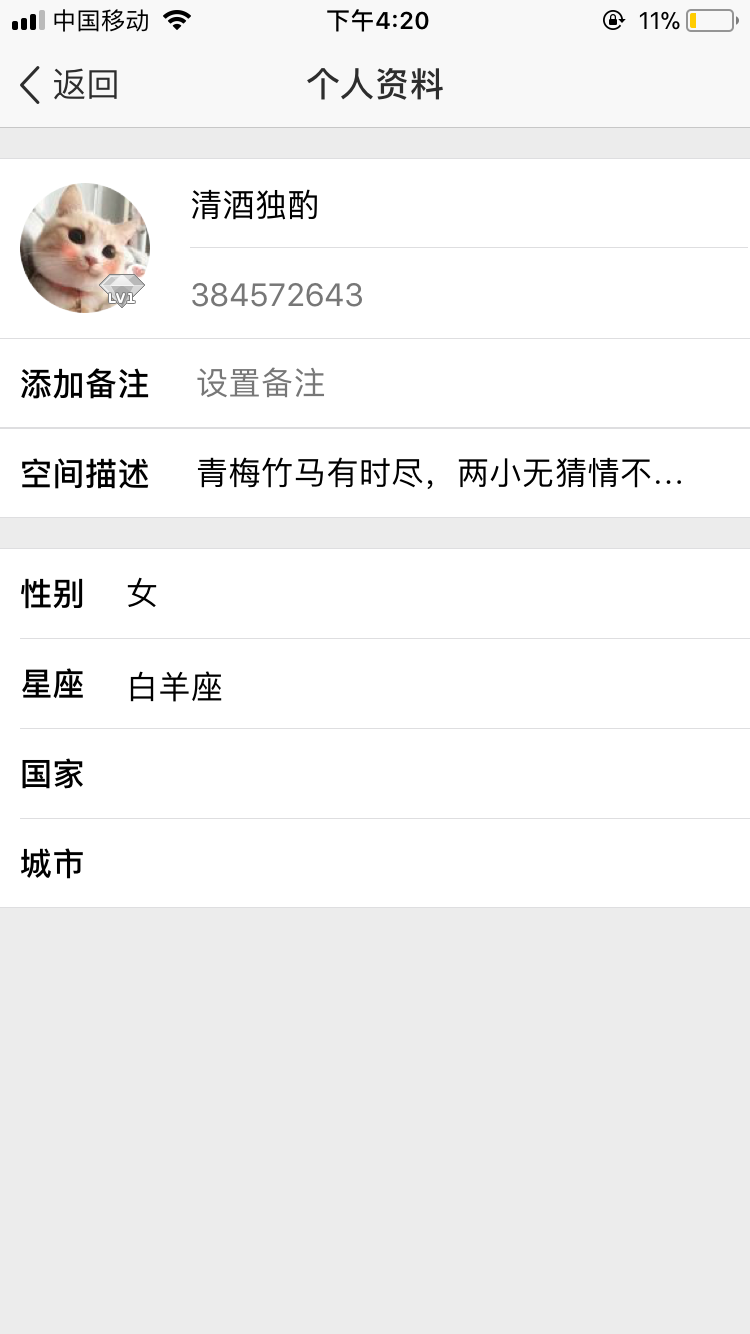 中国移动 下午4:20 11%
返回 个人资料
清酒独酌
LV1
384572643
添加备注 设置备注
空间描述 青梅竹马有时尽，两小无猜情不...
性别 女
星座 白羊座
国家
城市